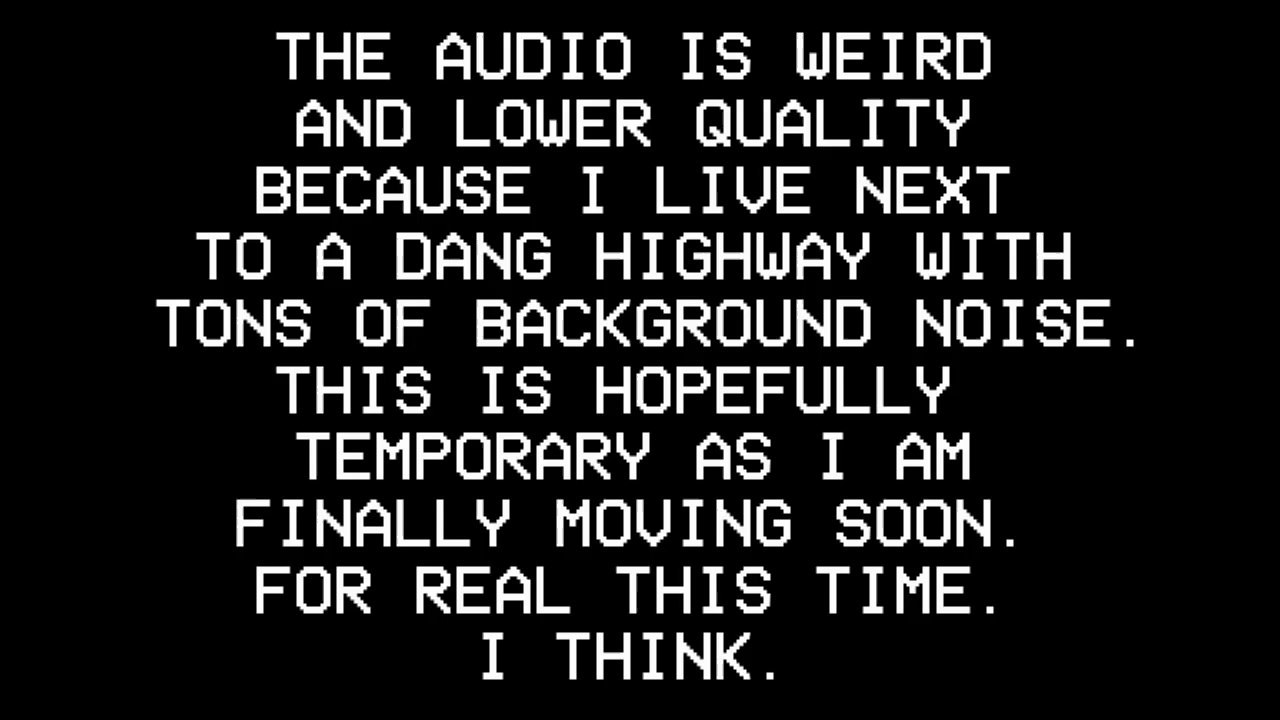 THE AUDIO IS WEIRD
AND LOWER QUALITY
BECAUSE I LIVE NEXT
TO A DANG HIGHWAY WITH
TONS OF BACKGROUND NOISE.
THIS IS HOPEFULLY
TEMPORARY AS I AM
FINALLY MOVING SOON.
FOR REAL THIS TIME.
I THINK.